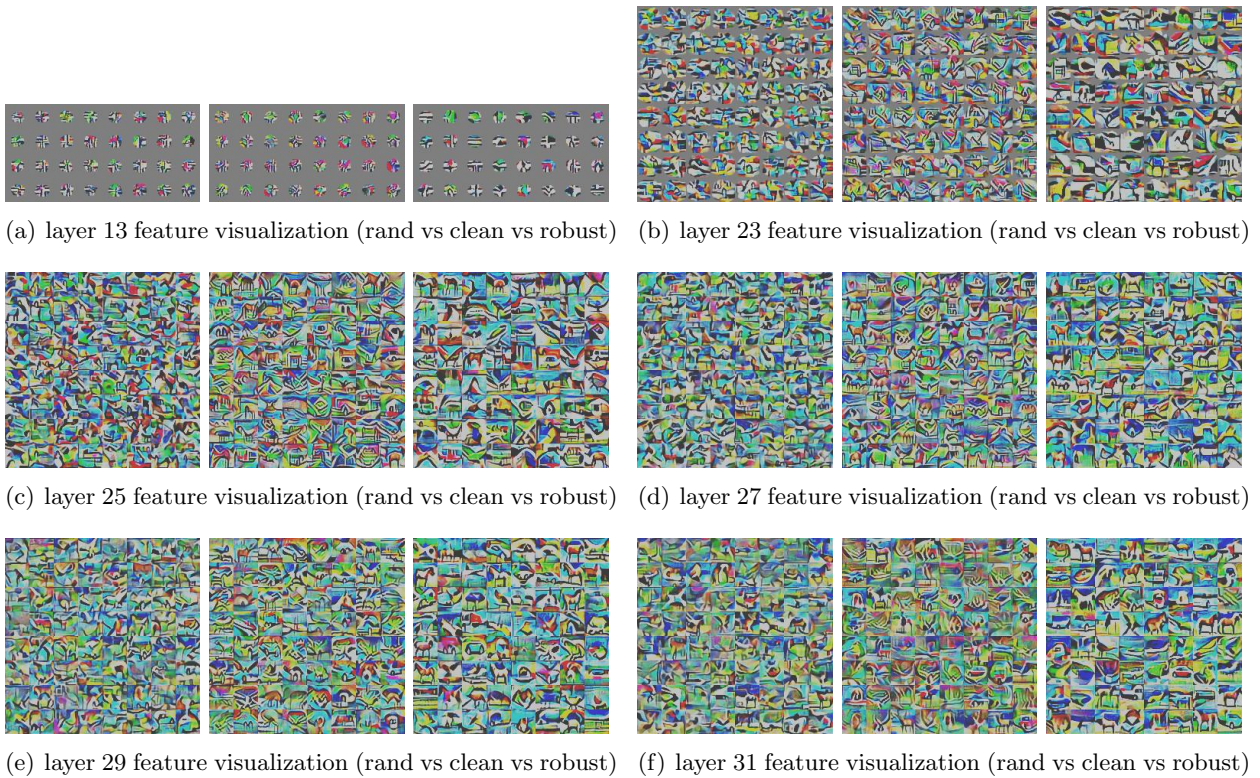 (a) layer 13 feature visualization (rand vs clean vs robust)
(b) layer 23 feature visualization (rand vs clean vs robust)
(c) layer 25 feature visualization (rand vs clean vs robust)
(d) layer 27 feature visualization (rand vs clean vs robust)
(e) layer 29 feature visualization (rand vs clean vs robust)
(f) layer 31 feature visualization (rand vs clean vs robust)